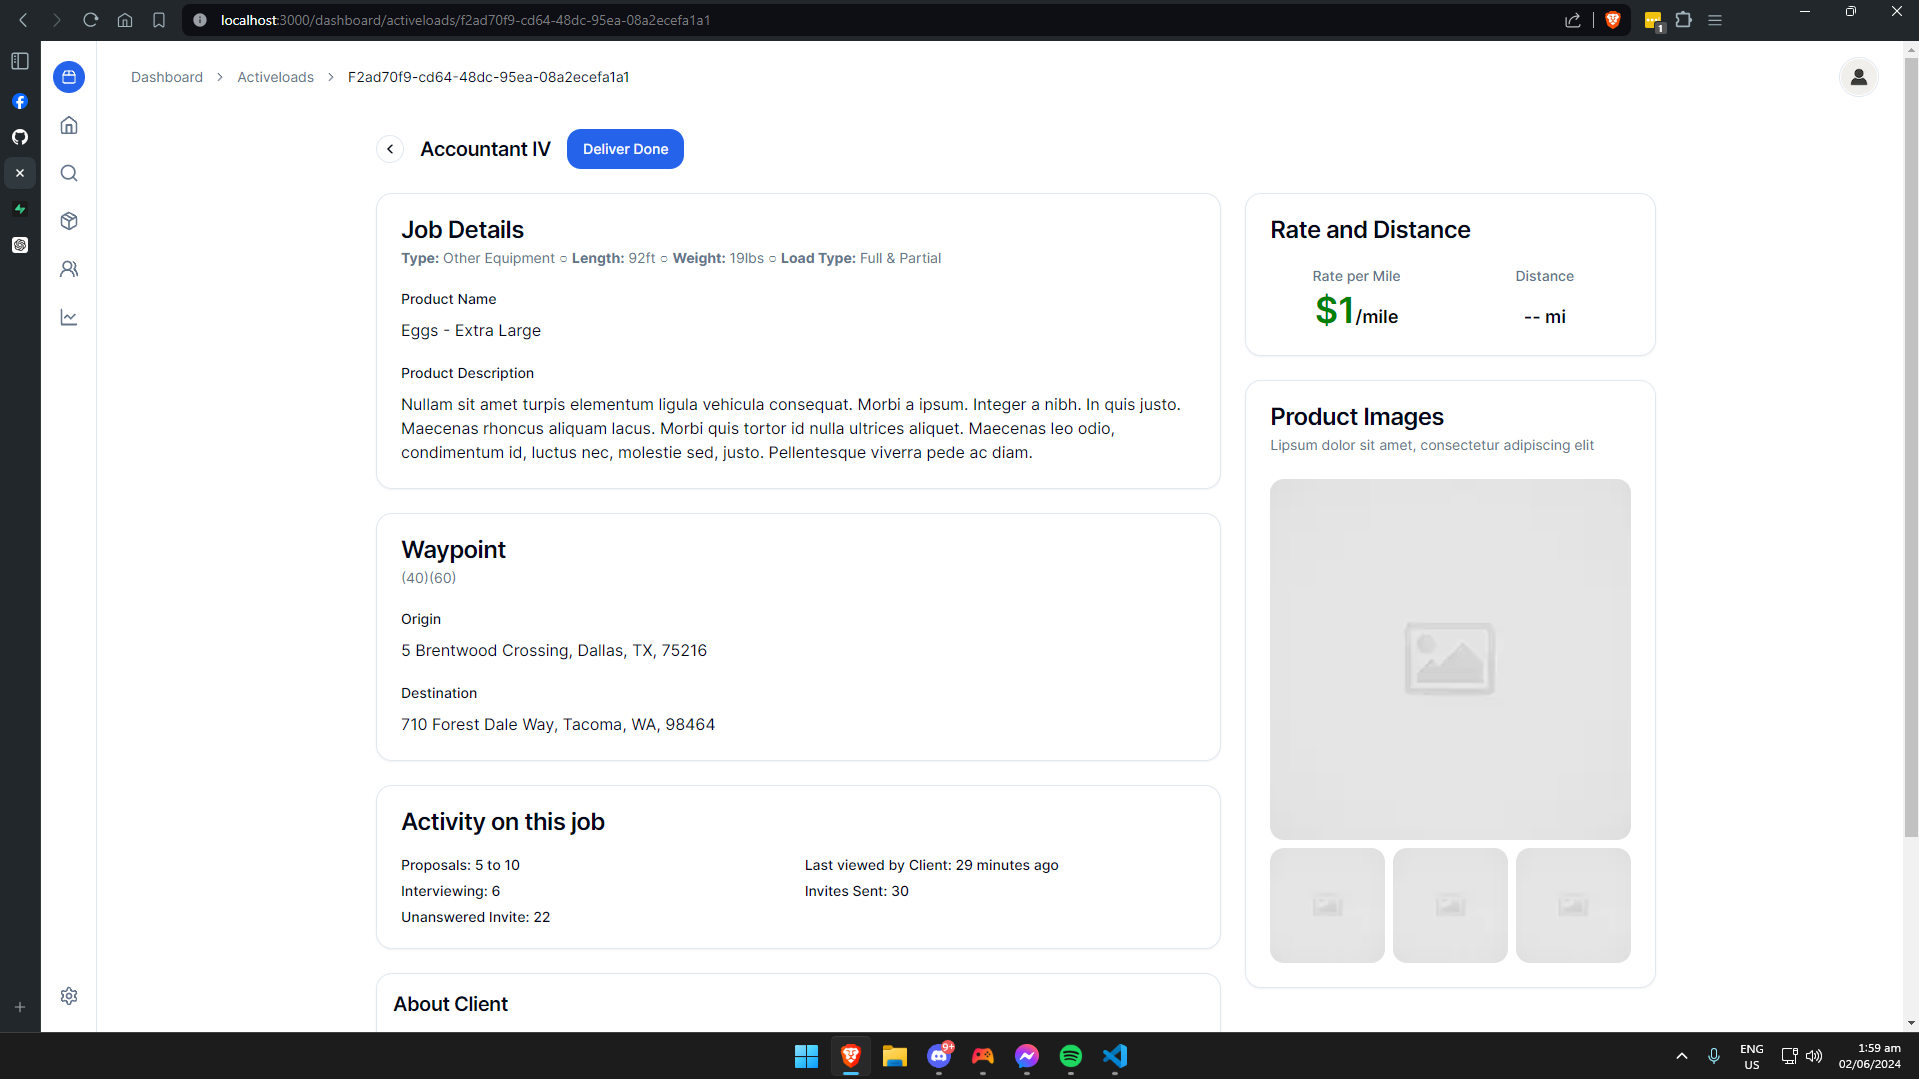 localhost:3000/dashboard/activeloads/f2ad70f9-cd64-48dc-95ea-08a2ecefa1a1
1
Dashboard > Activeloads > F2ad70f9-cd64-48dc-95ea-08a2ecefa1a1
Accountant IV
Deliver Done
Job Details
Type: Other Equipment ○ Length: 92ft ○ Weight: 19lbs ○ Load Type: Full & Partial
Product Name
Eggs - Extra Large
Product Description
Nullam sit amet turpis elementum ligula vehicula consequat. Morbi a ipsum. Integer a nibh. In quis justo.
Maecenas rhoncus aliquam lacus. Morbi quis tortor id nulla ultrices aliquet. Maecenas leo odio,
condimentum id, luctus nec, molestie sed, justo. Pellentesque viverra pede ac diam.
Waypoint
(40)(60)
Origin
5 Brentwood Crossing, Dallas, TX, 75216
Destination
710 Forest Dale Way, Tacoma, WA, 98464
Activity on this job
Proposals: 5 to 10
Interviewing: 6
Unanswered Invite: 22
Last viewed by Client: 29 minutes ago
Invites Sent: 30
About Client
Rate and Distance
Rate per Mile
$1/mile
Distance
-- mi
Product Images
Lipsum dolor sit amet, consectetur adipiscing elit
9+
ENG
US
1:59 am
02/06/2024